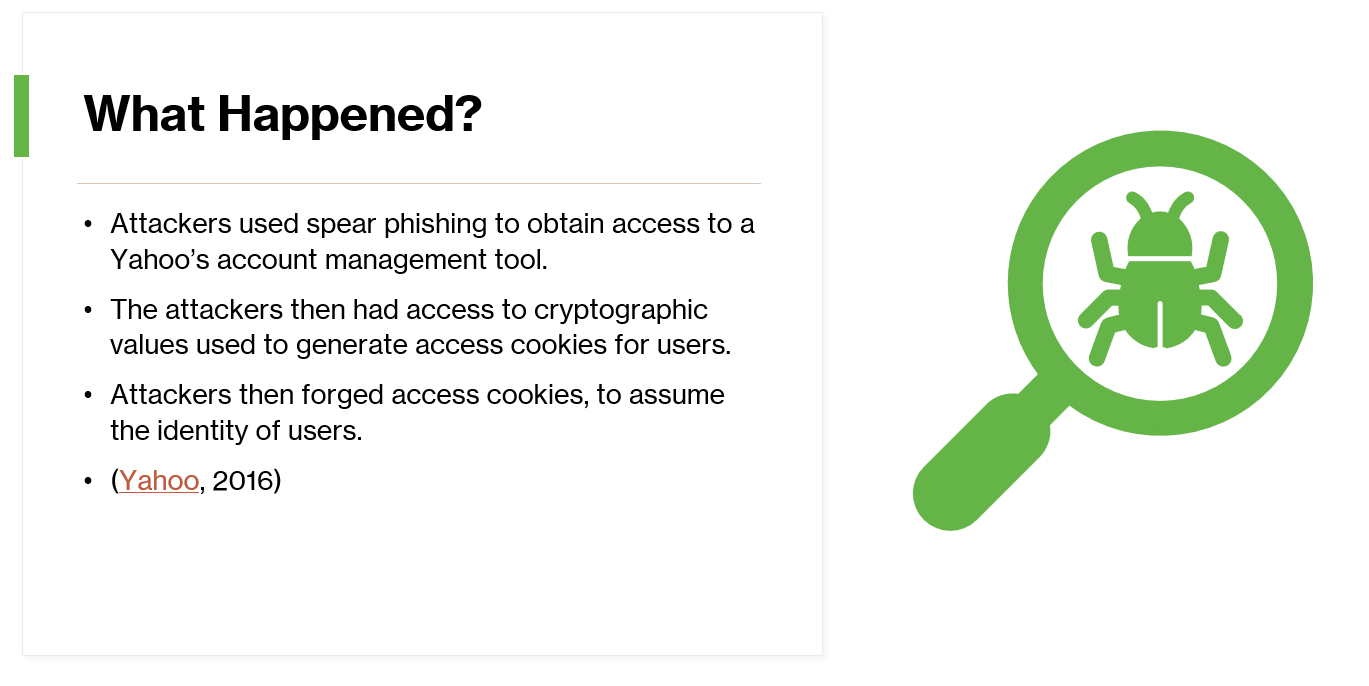 What Happened?
• Attackers used spear phishing to obtain access to a
Yahoo’s account management tool.
• The attackers then had access to cryptographic
values used to generate access cookies for users.
• Attackers then forged access cookies, to assume
the identity of users.
• (Yahoo, 2016)